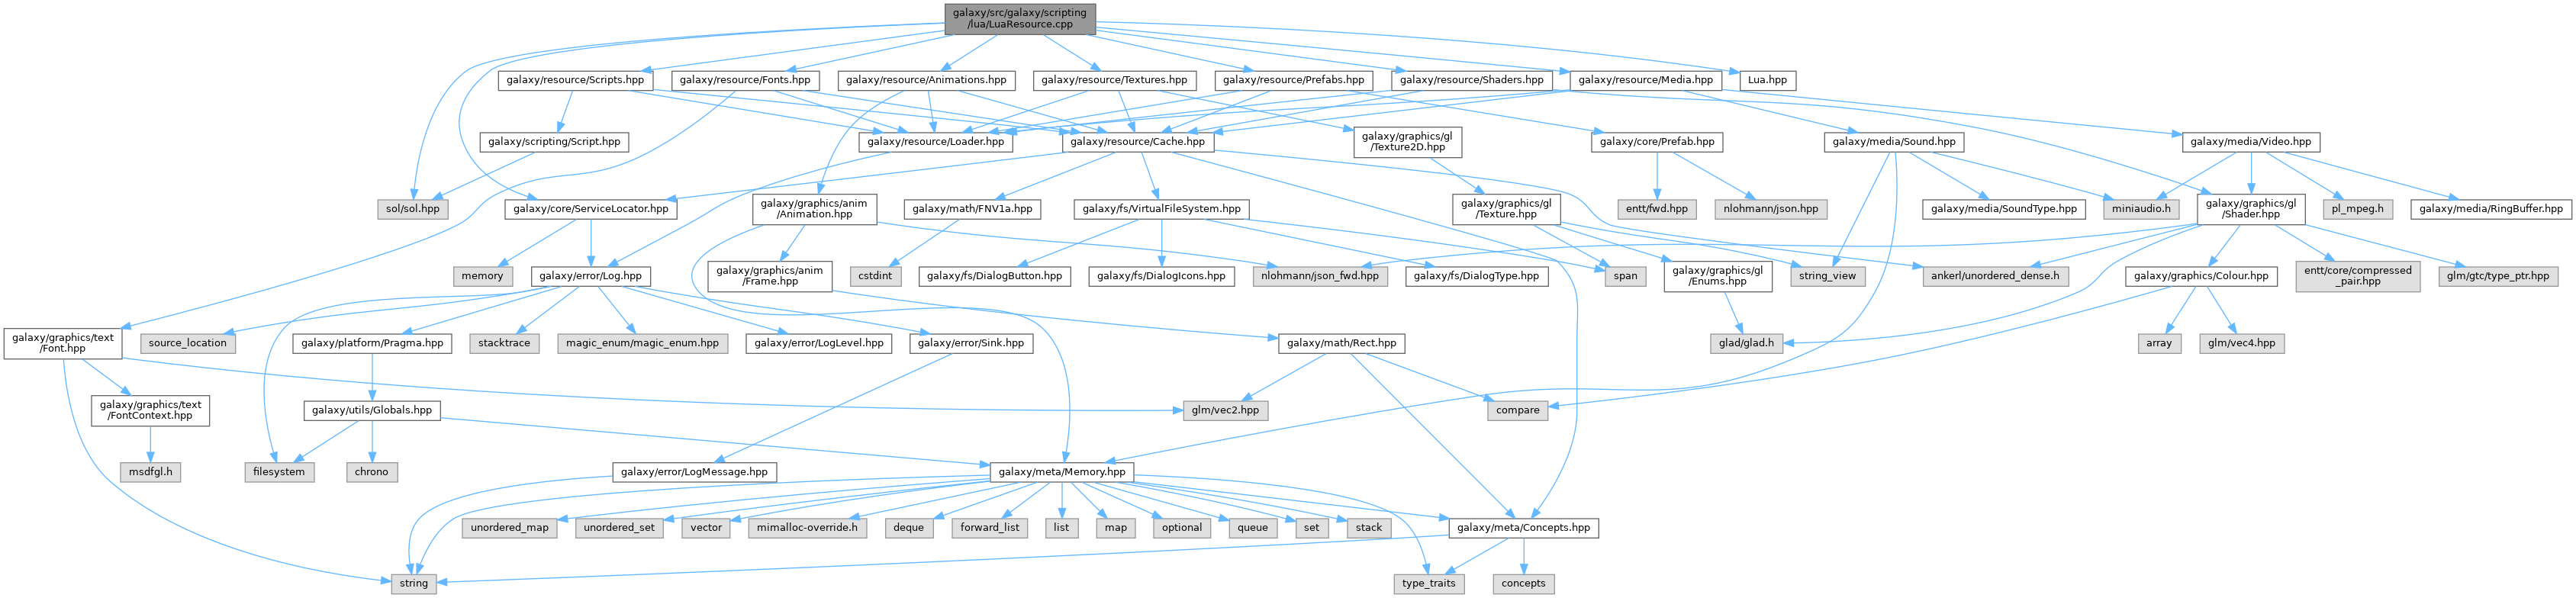 galaxy/src/galaxy/scripting
/lua/LuaResource.cpp
galaxy/resource/Scripts.hpp
galaxy/resource/Fonts.hpp
galaxy/resource/Animations.hpp
galaxy/resource/Textures.hpp
galaxy/resource/Prefabs.hpp
galaxy/resource/Shaders.hpp
galaxy/resource/Media.hpp
Lua.hpp
galaxy/scripting/Script.hpp
galaxy/resource/Loader.hpp
galaxy/resource/Cache.hpp
galaxy/graphics/gl
/Texture2D.hpp
galaxy/core/Prefab.hpp
galaxy/media/Sound.hpp
galaxy/media/Video.hpp
sol/sol.hpp
galaxy/core/ServiceLocator.hpp
galaxy/graphics/anim
/Animation.hpp
galaxy/math/FNV1a.hpp
galaxy/fs/VirtualFileSystem.hpp
galaxy/graphics/gl
/Texture.hpp
entt/fwd.hpp
nlohmann/json.hpp
galaxy/media/SoundType.hpp
miniaudio.h
galaxy/graphics/gl
/Shader.hpp
pl_mpeg.h
galaxy/media/RingBuffer.hpp
memory
galaxy/error/Log.hpp
galaxy/graphics/anim
/Frame.hpp
cstdint
galaxy/fs/DialogButton.hpp
galaxy/fs/DialogIcons.hpp
nlohmann/json_fwd.hpp
galaxy/fs/DialogType.hpp
span
galaxy/graphics/gl
/Enums.hpp
string_view
ankerl/unordered_dense.h
galaxy/graphics/Colour.hpp
entt/core/compressed
_pair.hpp
glm/gtc/type_ptr.hpp
galaxy/graphics/text
/Font.hpp
source_location
galaxy/platform/Pragma.hpp
stacktrace
magic_enum/magic_enum.hpp
galaxy/error/LogLevel.hpp
galaxy/error/Sink.hpp
galaxy/math/Rect.hpp
glad/glad.h
array
glm/vec4.hpp
galaxy/graphics/text
/FontContext.hpp
galaxy/utils/Globals.hpp
glm/vec2.hpp
compare
msdfgl.h
filesystem
chrono
galaxy/error/LogMessage.hpp
galaxy/meta/Memory.hpp
unordered_map
unordered_set
vector
mimalloc-override.h
deque
forward_list
list
map
optional
queue
set
stack
galaxy/meta/Concepts.hpp
string
type_traits
concepts